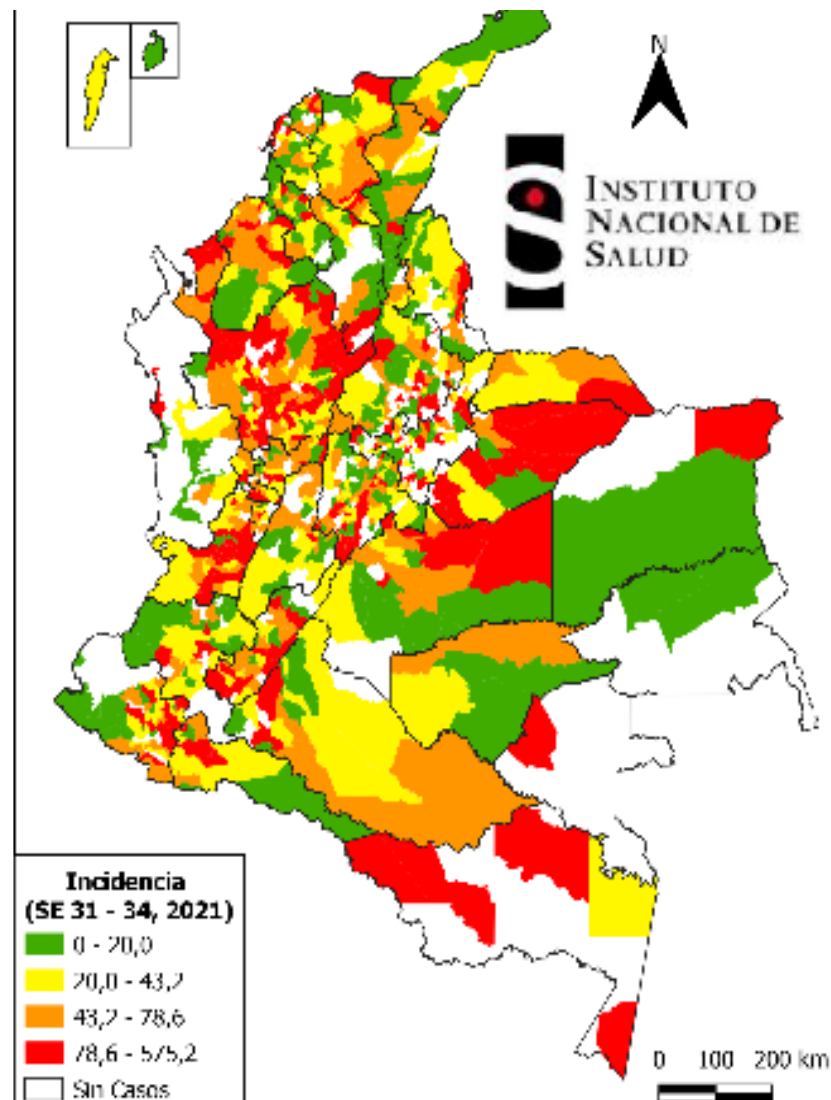 N
INSTITUTO
NACIONAL DE
SALUD
Incidencia
(SE 31 - 34, 2021)
0 - 20,0
20,0 - 43,2
43,2 - 78,6
78,6 - 575,2
Sin Casos
0 100 200 km